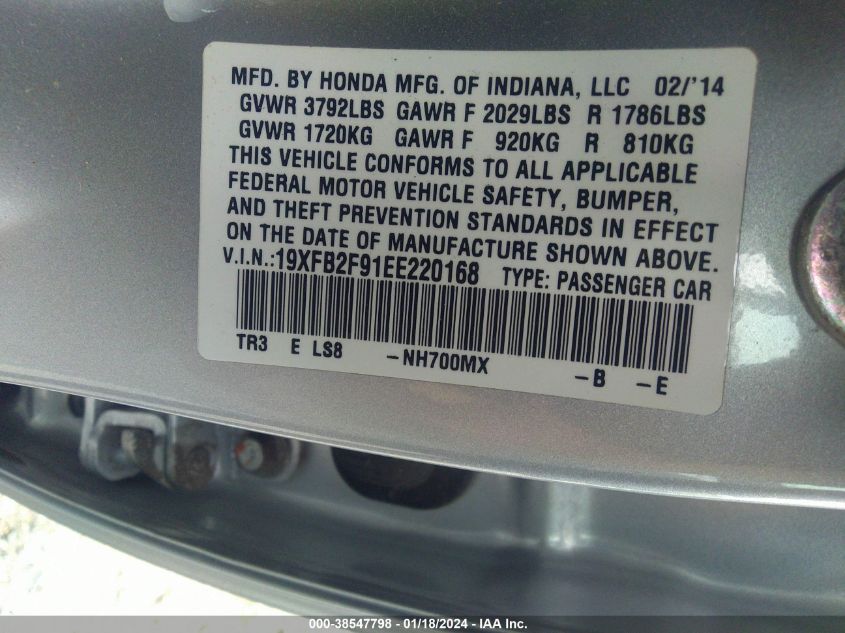 MFD. BY HONDA MFG. OF INDIANA, LLC 02/'14
GVWR 3792LBS GAWR F 2029LBS R 1786LBS
GVWR 1720KG GAWR F 920KG R 810KG
THIS VEHICLE CONFORMS TO ALL APPLICABLE
FEDERAL MOTOR VEHICLE SAFETY, BUMPER,
AND THEFT PREVENTION STANDARDS IN EFFECT
ON THE DATE OF MANUFACTURE SHOWN ABOVE.
V.I.N.:19XFB2F91EE220168 TYPE: PASSENGER CAR
TR3 E LS8 -NH700MX -B -E
000-38547798 - 01/18/2024 - IAA Inc.